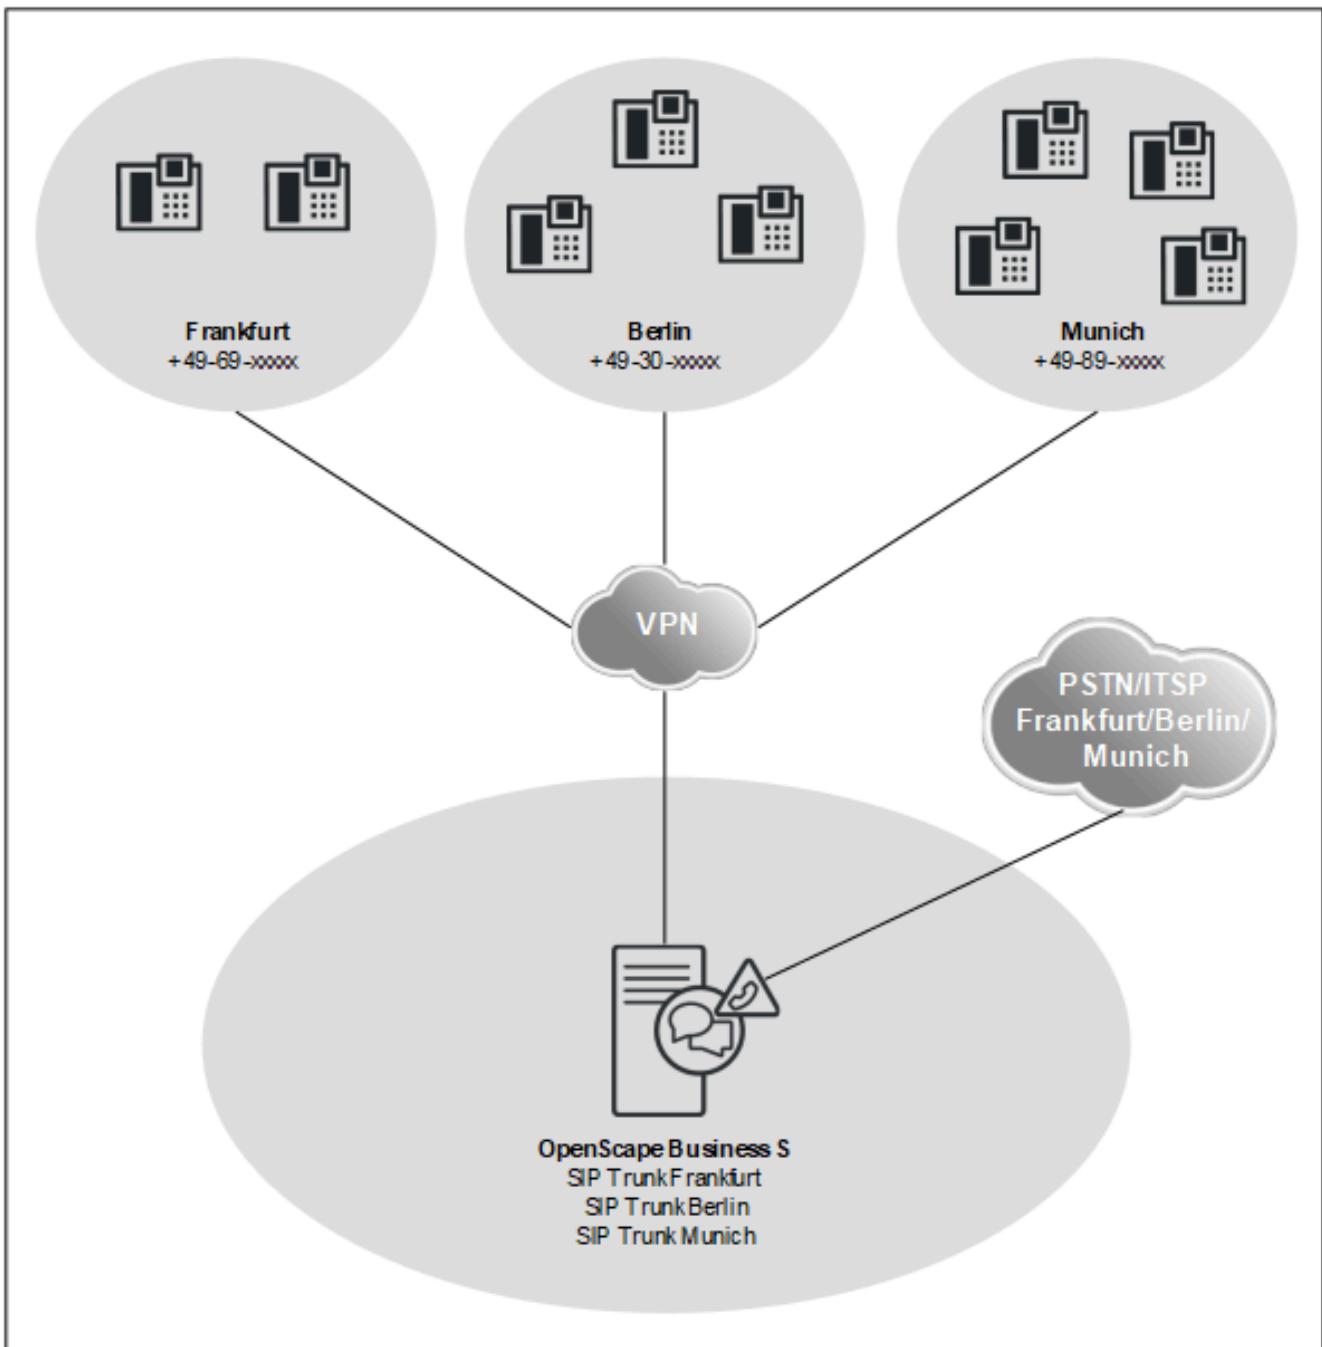 Frankfurt
+49-69-xxxxx
Berlin
+49-30-xxxxx
Munich
+49-89-xxxxx
VPN
PSTN/ITSP
Frankfurt/Berlin/
Munich
OpenScape Business S
SIP Trunk Frankfurt
SIP Trunk Berlin
SIP Trunk Munich